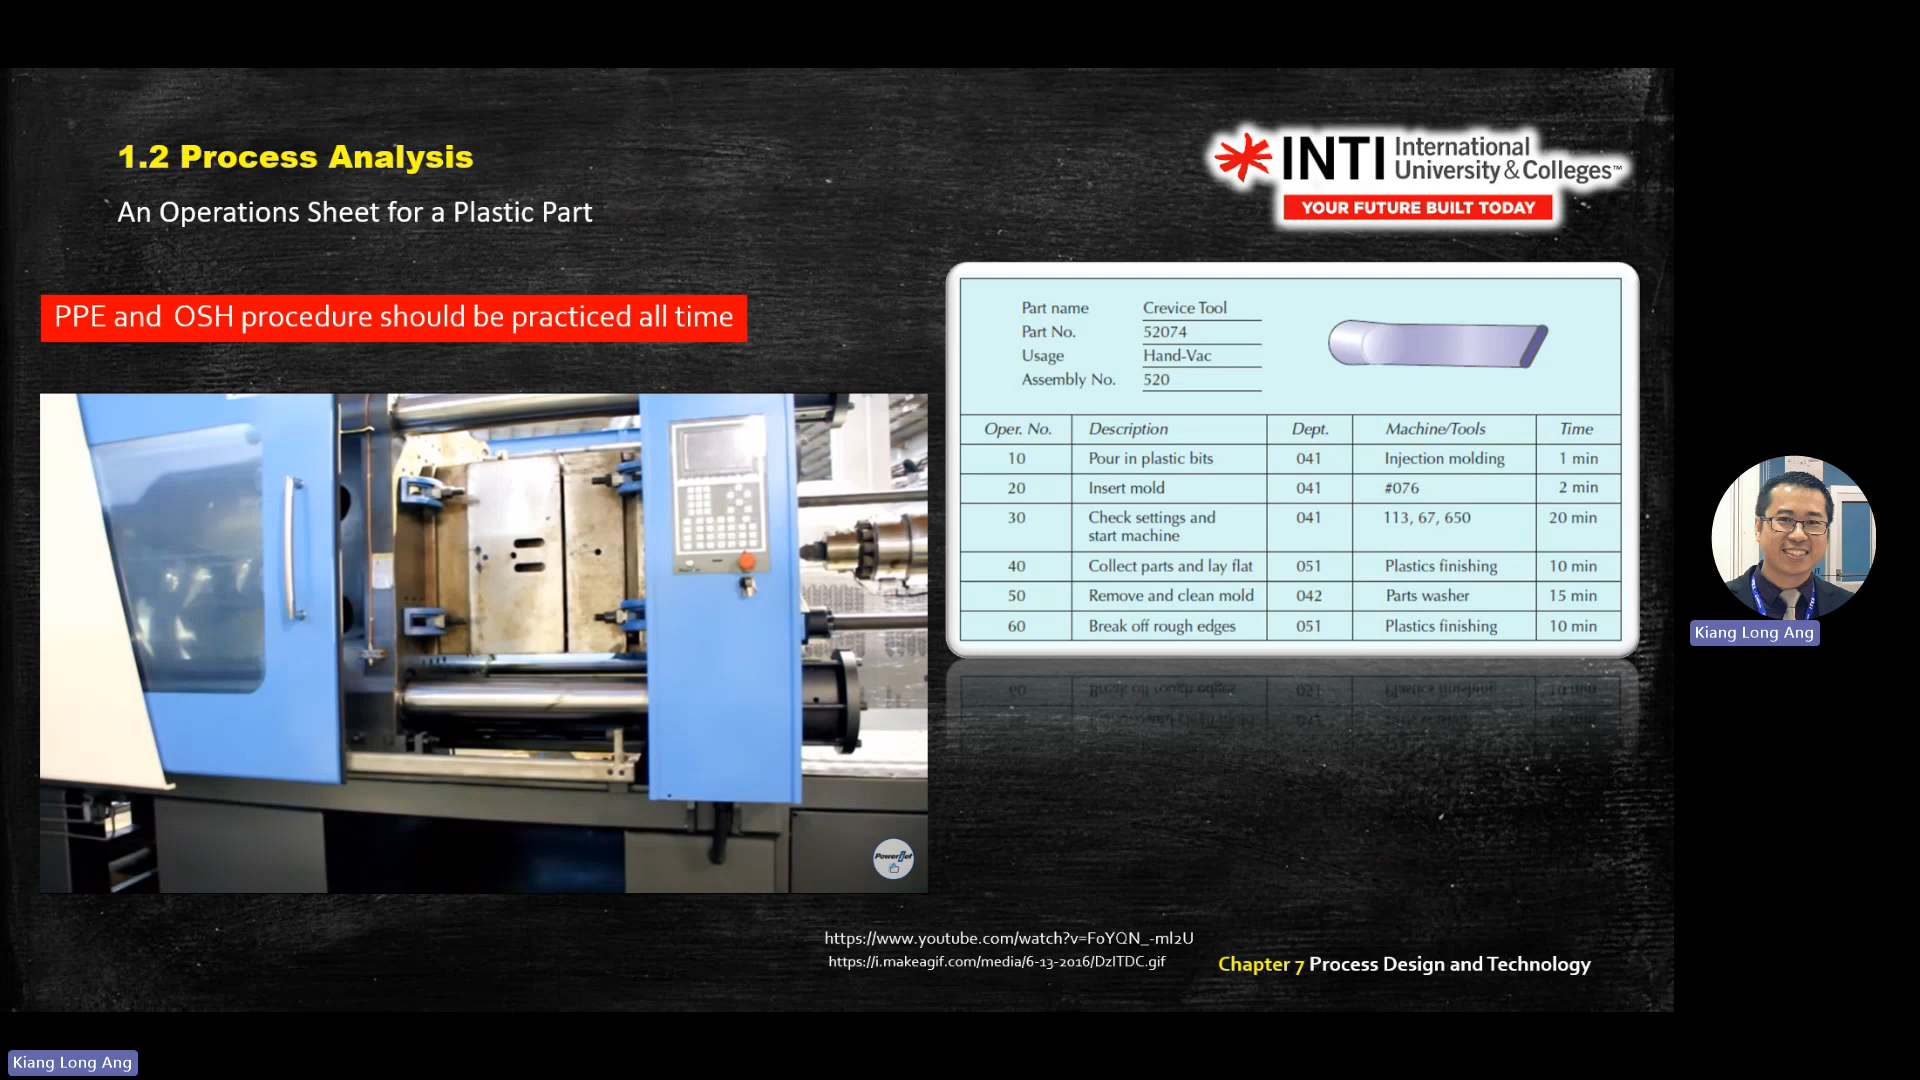 1.2 Process Analysis
An Operations Sheet for a Plastic Part
INTI International
University & Colleges™
YOUR FUTURE BUILT TODAY
PPE and OSH procedure should be practiced all time
Part name Crevice Tool
Part No. 52074
Usage Hand-Vac
Assembly No. 520
Oper. No. Description Dept. Machine/Tools Time
10 Pour in plastic bits 041 Injection molding 1 min
20 Insert mold 041 #076 2 min
30 Check settings and 041 113, 67, 650 20 min
start machine
40 Collect parts and lay flat 051 Plastics finishing 10 min
50 Remove and clean mold 042 Parts washer 15 min
60 Break off rough edges 051 Plastics finishing 10 min
PowerJet
https://www.youtube.com/watch?v=FoYQN_-ml2U
https://i.makeagif.com/media/6-13-2016/DzITDC.gif
Chapter 7 Process Design and Technology
Kiang Long Ang
Kiang Long Ang